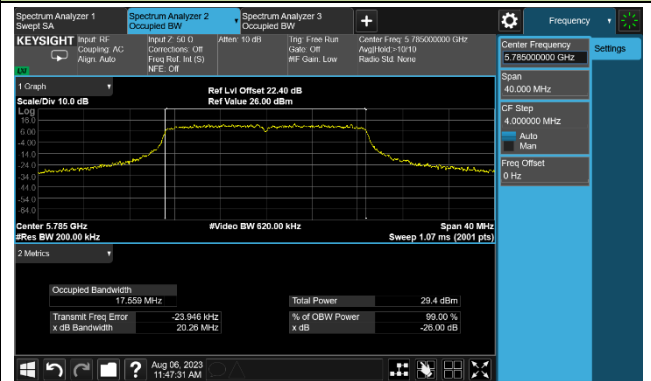 Spectrum Analyzer 1
Swept SA
Spectrum Analyzer 2
Occupied BW
Spectrum Analyzer 3
Occupied BW
Frequency
KEYSIGHT
Input: RF
Coupling: AC
Align: Auto
Input Z: 50 Ω
Corrections: Off
Freq Ref: Int (S)
NFE: Off
Atten: 10 dB
Trig: Free Run
Gate: Off
#IF Gain: Low
Center Freq: 5.785000000 GHz
Avg|Hold:>10/10
Radio Std: None
Center Frequency
5.785000000 GHz
Settings
Span
40.000 MHz
CF Step
4.000000 MHz
Auto
Man
Freq Offset
0 Hz
1 Graph
Scale/Div 10.0 dB
Ref Lvl Offset 22.40 dB
Ref Value 26.00 dBm
Log
16.0
6.00
-4.00
-14.0
-24.0
-34.0
-44.0
-54.0
-64.0
Center 5.785 GHz
#Res BW 200.00 kHz
#Video BW 620.00 kHz
Span 40 MHz
Sweep 1.07 ms (2001 pts)
2 Metrics
Occupied Bandwidth
17.559 MHz
Transmit Freq Error -23.946 kHz
x dB Bandwidth 20.26 MHz
Total Power 29.4 dBm
% of OBW Power 99.00 %
x dB -26.00 dB
Aug 06, 2023
11:47:31 AM